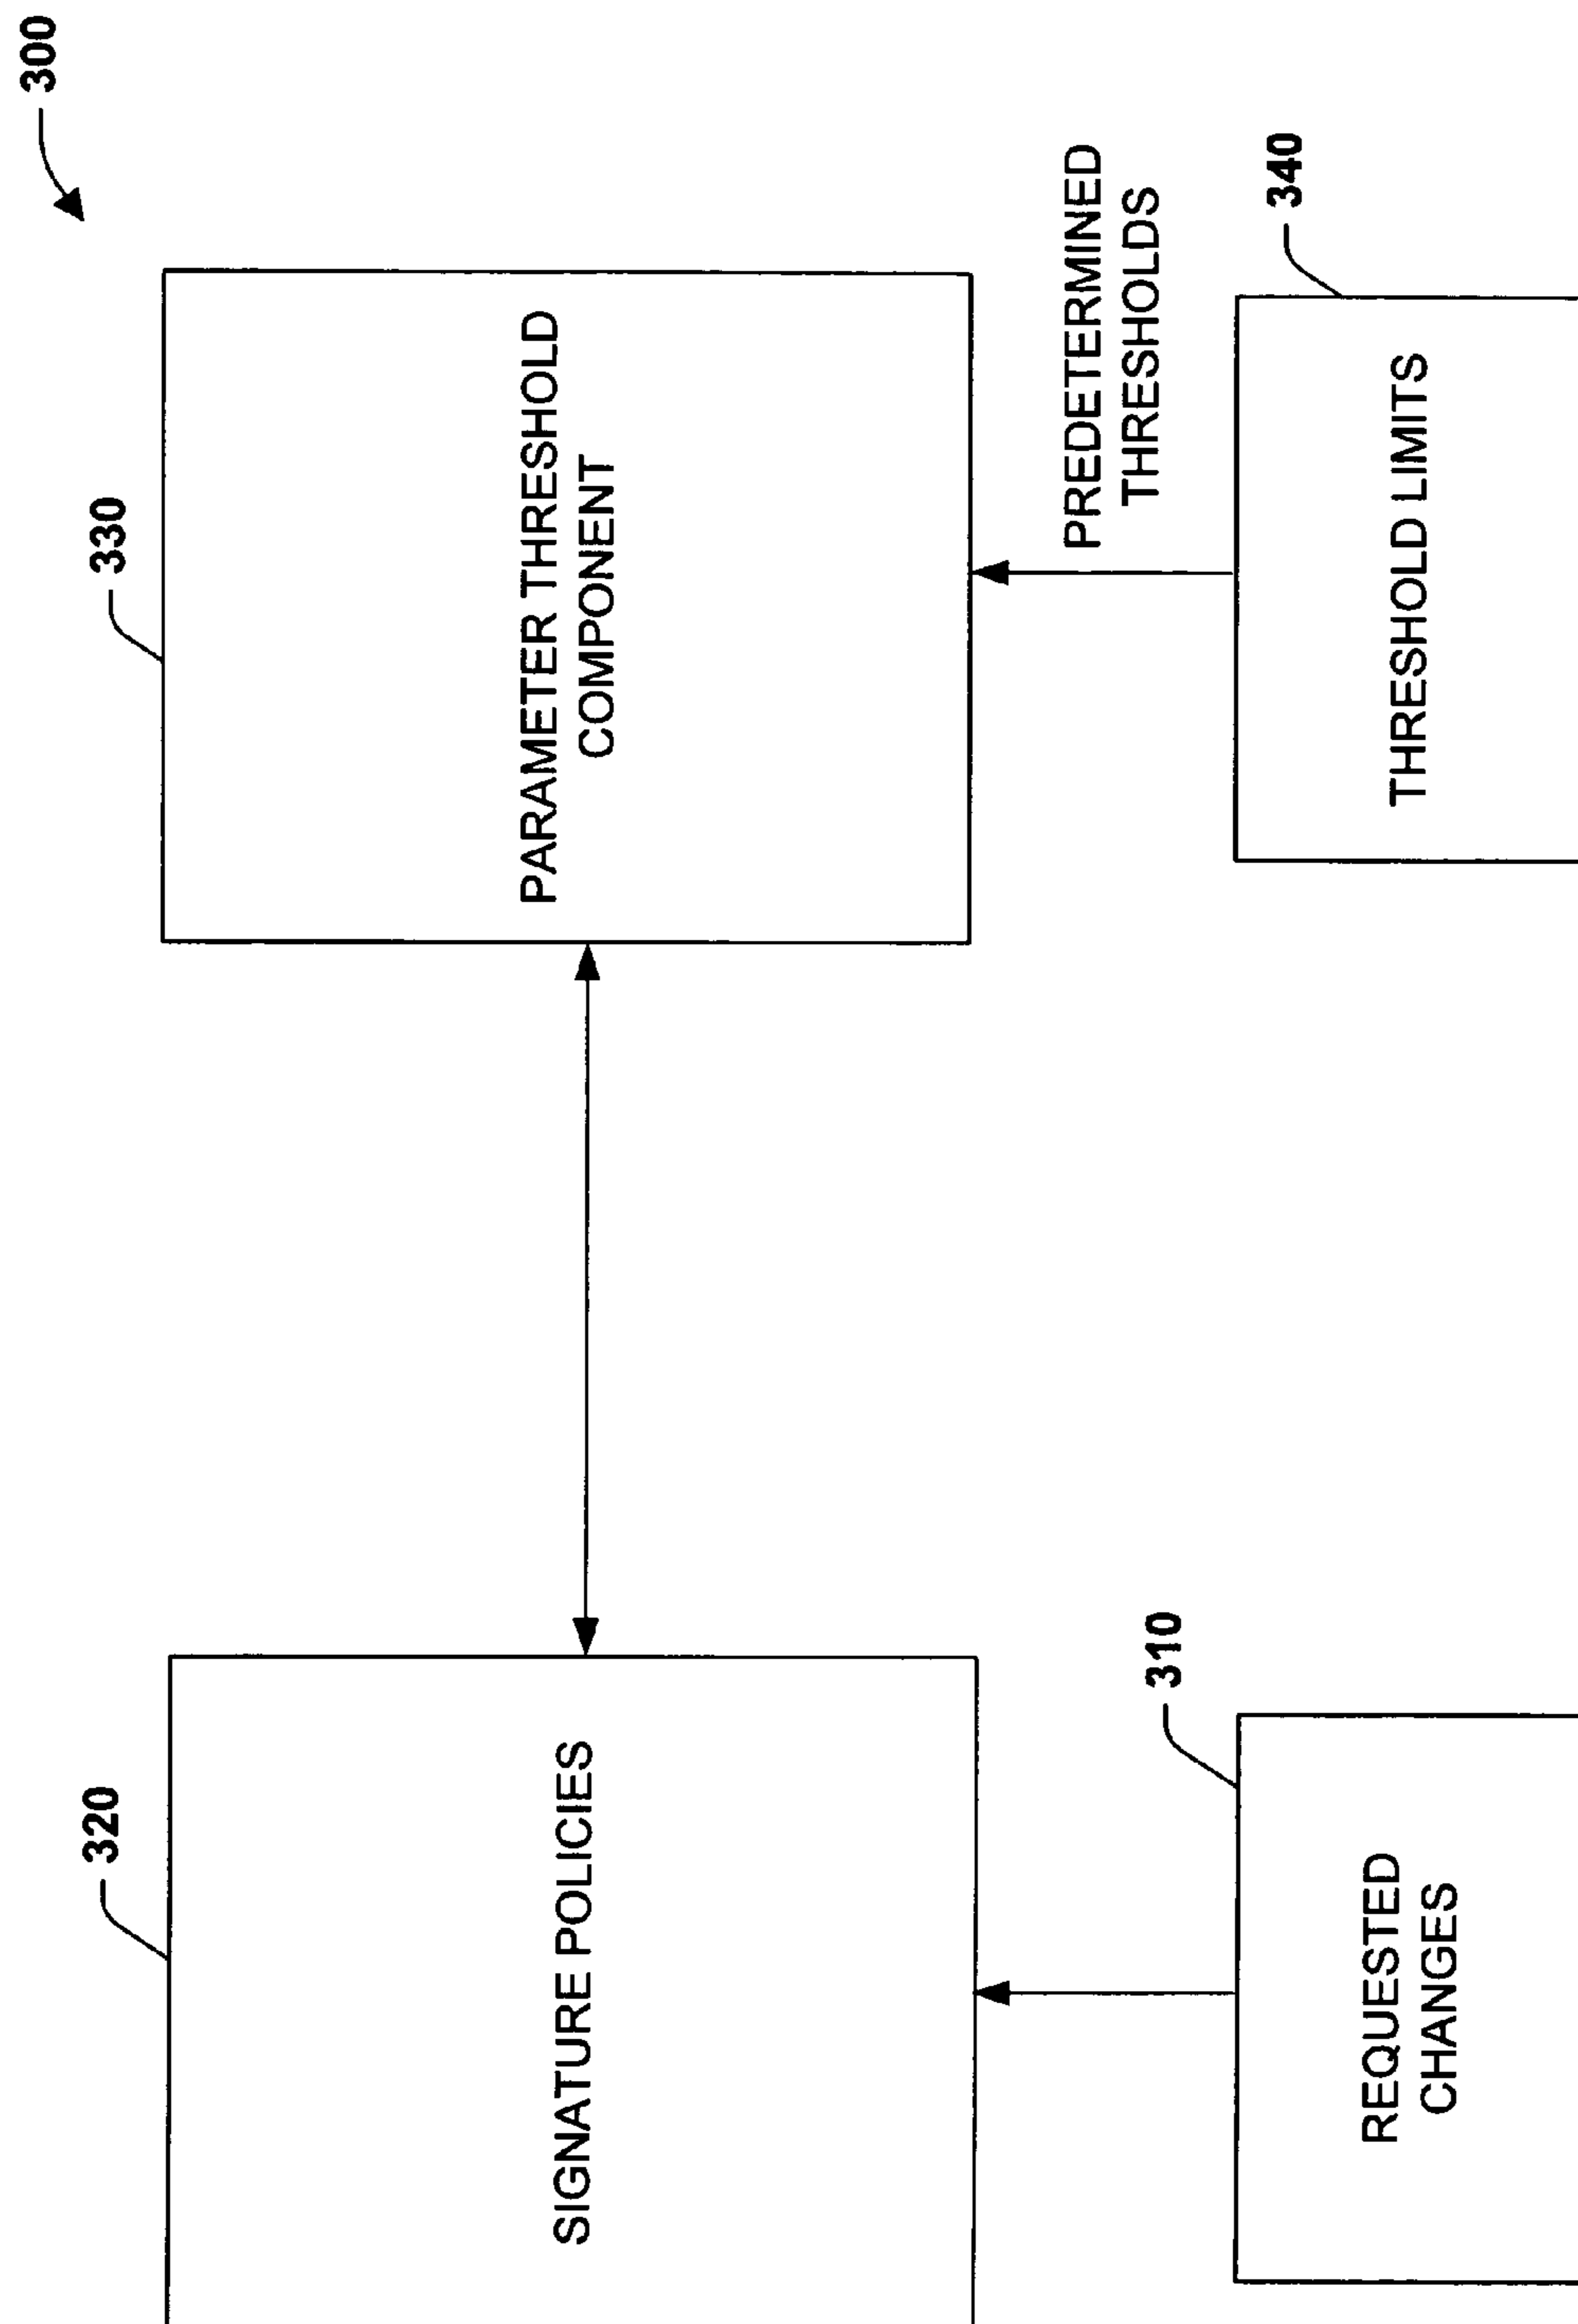 300
320
SIGNATURE POLICIES
330
PARAMETER THRESHOLD
COMPONENT
310
REQUESTED
CHANGES
PREDETERMINED
THRESHOLDS
340
THRESHOLD LIMITS